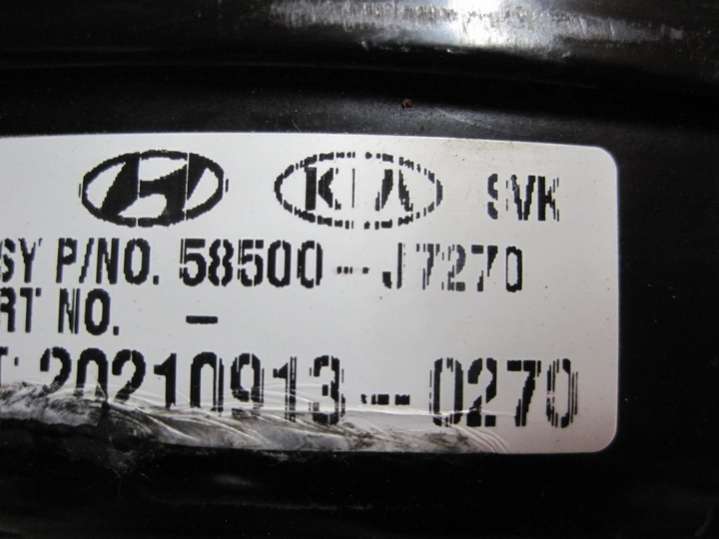 KIA SVK
SY P/NO. 58500-J7270
RT NO. -
T: 20210913-0270